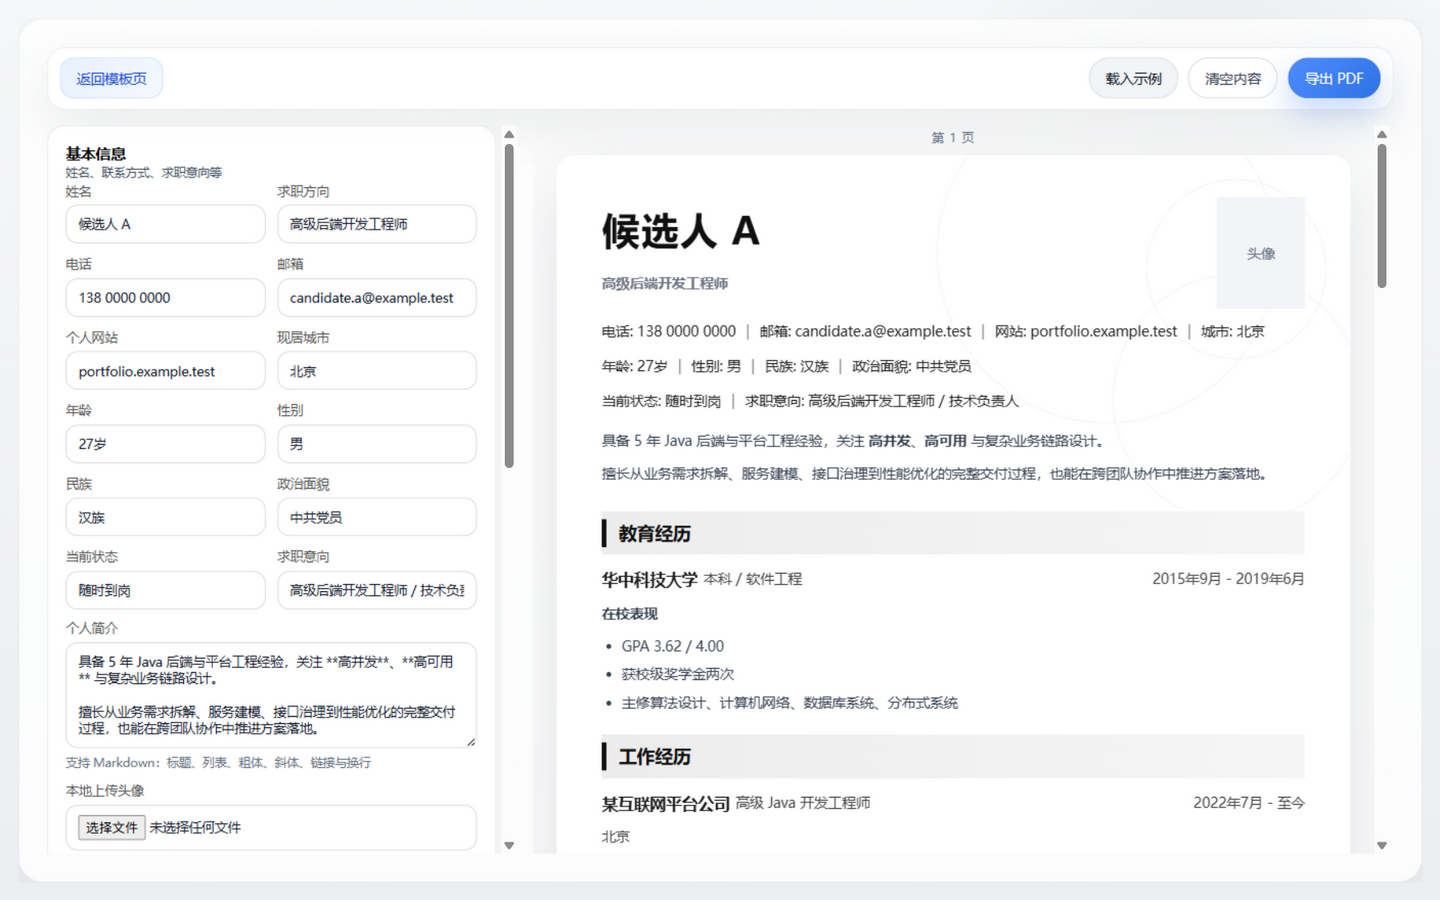 返回模板页
载入示例
清空内容
导出 PDF
基本信息
姓名、联系方式、求职意向等
姓名
求职方向
候选人 A
高级后端开发工程师
电话
邮箱
138 0000 0000
candidate.a@example.test
个人网站
现居城市
portfolio.example.test
北京
年龄
性别
27岁
男
民族
政治面貌
汉族
中共党员
当前状态
求职意向
随时到岗
高级后端开发工程师 / 技术负责
个人简介
具备 5 年 Java 后端与平台工程经验，关注 **高并发**、**高可用
** 与复杂业务链路设计。
擅长从业务需求拆解、服务建模、接口治理到性能优化的完整交付
过程，也能在跨团队协作中推进方案落地。
支持 Markdown：标题、列表、粗体、斜体、链接与换行
本地上传头像
选择文件 未选择任何文件
第 1 页
候选人 A
头像
高级后端开发工程师
电话: 138 0000 0000 | 邮箱: candidate.a@example.test | 网站: portfolio.example.test | 城市: 北京
年龄: 27岁 | 性别: 男 | 民族: 汉族 | 政治面貌: 中共党员
当前状态: 随时到岗 | 求职意向: 高级后端开发工程师 / 技术负责人
具备 5 年 Java 后端与平台工程经验，关注 高并发、高可用 与复杂业务链路设计。
擅长从业务需求拆解、服务建模、接口治理到性能优化的完整交付过程，也能在跨团队协作中推进方案落地。
教育经历
华中科技大学 本科 / 软件工程 2015年9月 - 2019年6月
在校表现
• GPA 3.62 / 4.00
• 获校级奖学金两次
• 主修算法设计、计算机网络、数据库系统、分布式系统
工作经历
某互联网平台公司 高级 Java 开发工程师 2022年7月 - 至今
北京